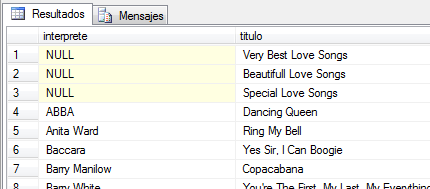 Resultados Mensajes
interprete titulo
1 NULL Very Best Love Songs
2 NULL Beautifull Love Songs
3 NULL Special Love Songs
4 ABBA Dancing Queen
5 Anita Ward Ring My Bell
6 Baccara Yes Sir, I Can Boogie
7 Barry Manilow Copacabana
8 Barry White You're The First, My Last, My Everything